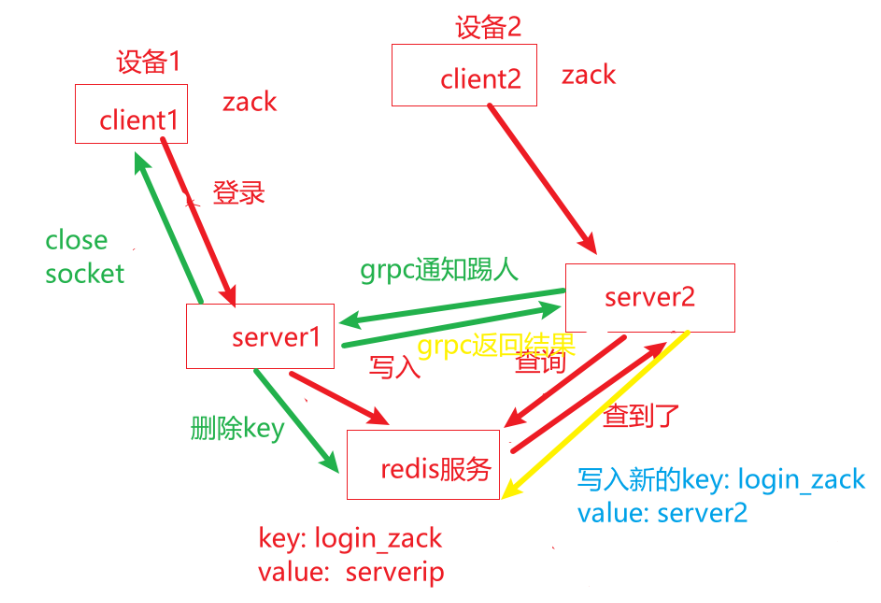 设备2
设备1
client2
zack
zack
client1
登录
close
socket
grpc通知踢人
server2
server1
grpc返回结果
写入
查询
删除key
查到了
redis服务
写入新的key: login_zack
value: server2
key: login_zack
value: serverip